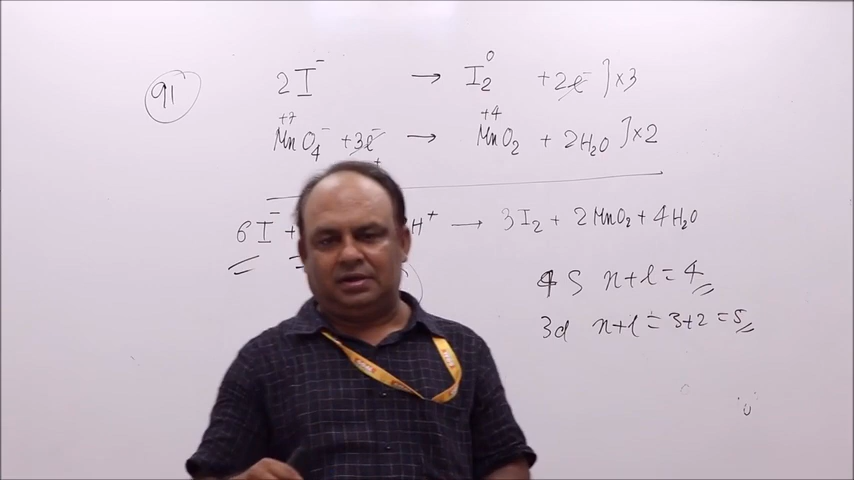 91
2I⁻ → I₂⁰ + 2e⁻ ] × 3
+7 +4
MnO₄⁻ + 3e⁻ → MnO₂ + 2H₂O ] × 2
+
6I⁻ + H⁺ → 3I₂ + 2MnO₂ + 4H₂O
4S n+l = 4
3d n+l = 3+2 = 5